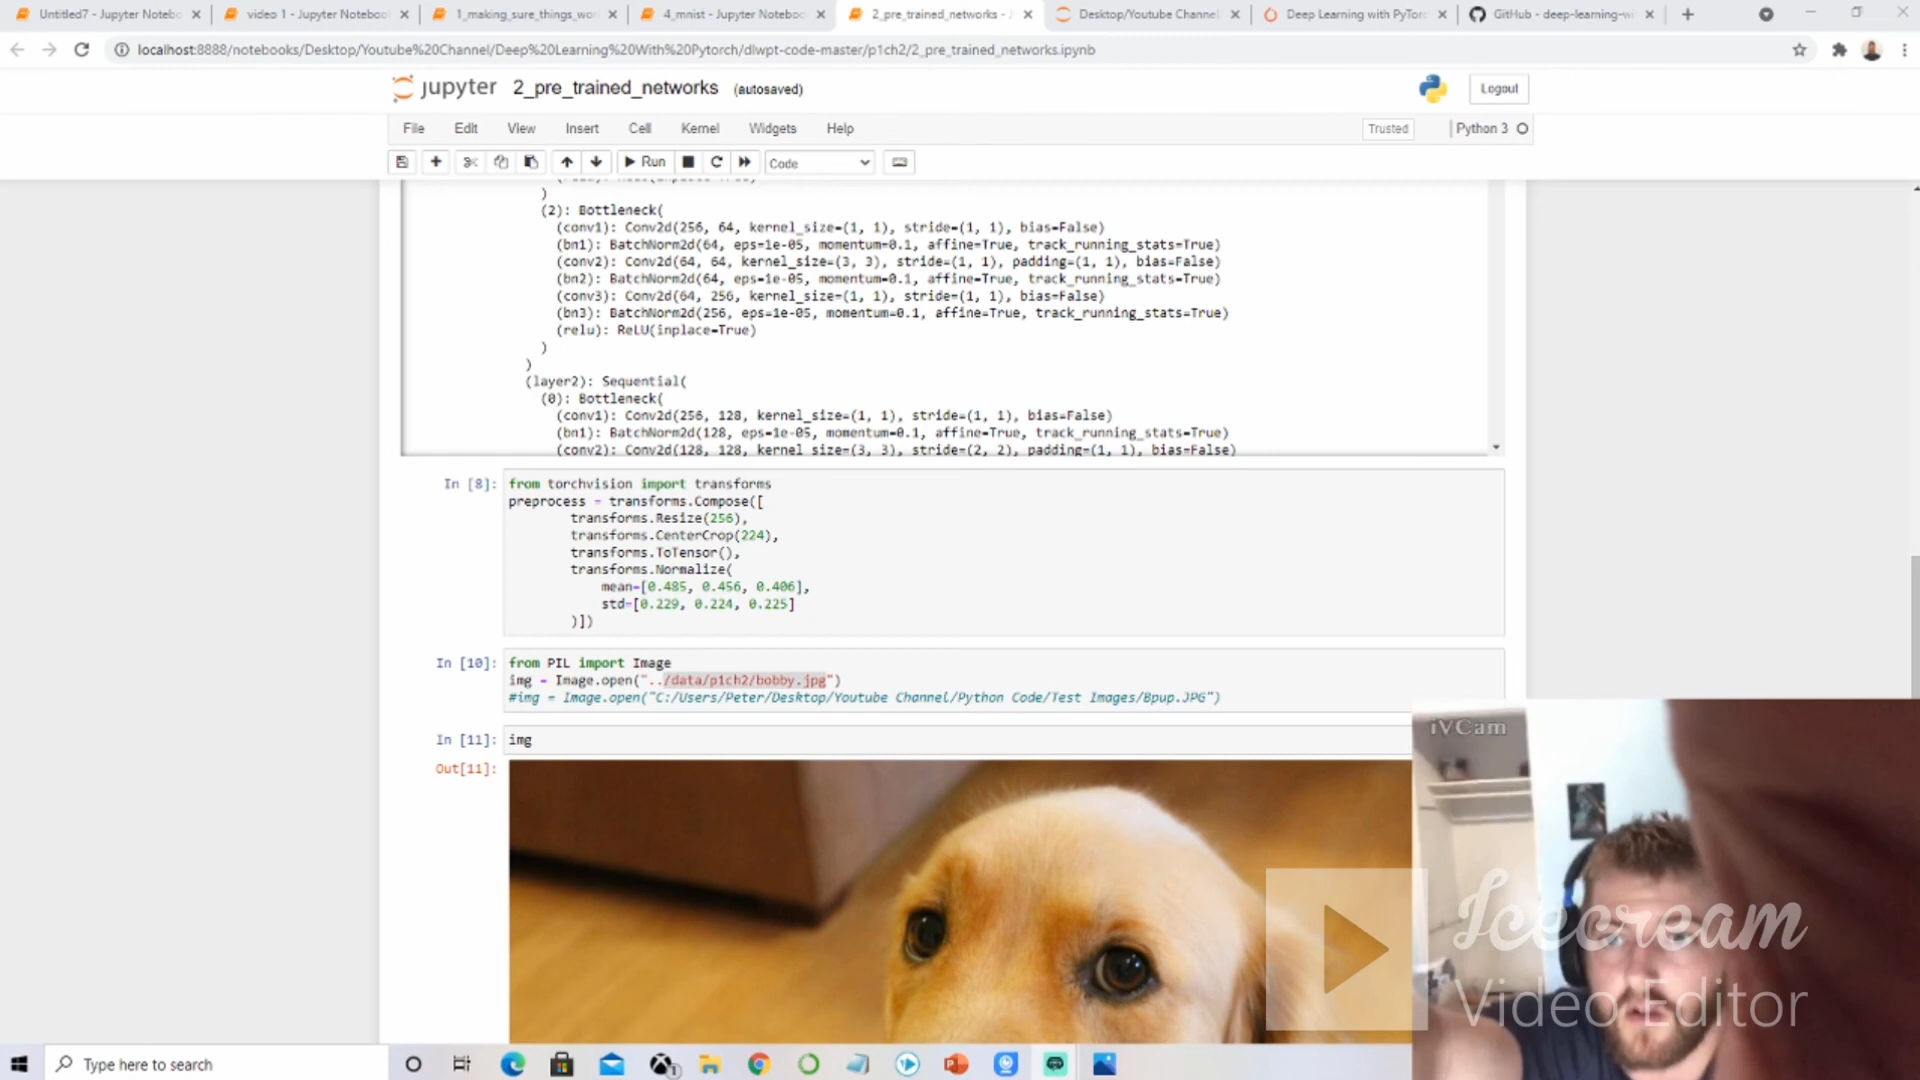 Untitled7 - Jupyter Notebo
video 1 - Jupyter Noteboo
1_making_sure_things_wor
4_mnist - Jupyter Noteboo
2_pre_trained_networks - J
Desktop/Youtube Channel
Deep Learning with PyTorc
GitHub - deep-learning-w
localhost:8888/notebooks/Desktop/Youtube%20Channel/Deep%20Learning%20With%20Pytorch/dlwpt-code-master/p1ch2/2_pre_trained_networks.ipynb
jupyter 2_pre_trained_networks (autosaved)
Logout
File Edit View Insert Cell Kernel Widgets Help
Trusted
Python 3
Run
Code
)
(2): Bottleneck(
(conv1): Conv2d(256, 64, kernel_size=(1, 1), stride=(1, 1), bias=False)
(bn1): BatchNorm2d(64, eps=1e-05, momentum=0.1, affine=True, track_running_stats=True)
(conv2): Conv2d(64, 64, kernel_size=(3, 3), stride=(1, 1), padding=(1, 1), bias=False)
(bn2): BatchNorm2d(64, eps=1e-05, momentum=0.1, affine=True, track_running_stats=True)
(conv3): Conv2d(64, 256, kernel_size=(1, 1), stride=(1, 1), bias=False)
(bn3): BatchNorm2d(256, eps=1e-05, momentum=0.1, affine=True, track_running_stats=True)
(relu): ReLU(inplace=True)
)
)
(layer2): Sequential(
(0): Bottleneck(
(conv1): Conv2d(256, 128, kernel_size=(1, 1), stride=(1, 1), bias=False)
(bn1): BatchNorm2d(128, eps=1e-05, momentum=0.1, affine=True, track_running_stats=True)
(conv2): Conv2d(128, 128, kernel_size=(3, 3), stride=(2, 2), padding=(1, 1), bias=False)
In [8]: from torchvision import transforms
preprocess = transforms.Compose([
transforms.Resize(256),
transforms.CenterCrop(224),
transforms.ToTensor(),
transforms.Normalize(
mean=[0.485, 0.456, 0.406],
std=[0.229, 0.224, 0.225]
)])
In [10]: from PIL import Image
img = Image.open("../data/p1ch2/bobby.jpg")
#img = Image.open("C:/Users/Peter/Desktop/Youtube Channel/Python Code/Test Images/Bpup.JPG")
In [11]: img
Out[11]:
iVCam
Icecream
Video Editor
Type here to search